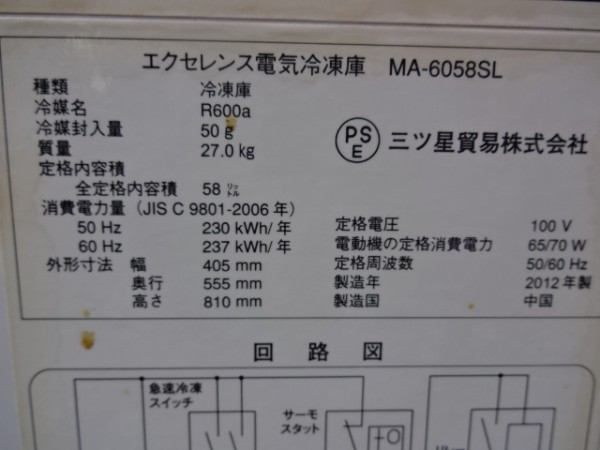 エクセレンス電気冷凍庫 MA-6058SL
種類 冷凍庫
冷媒名 R600a
冷媒封入量 50 g
質量 27.0 kg
定格内容積
全定格内容積 58 リットル
消費電力量（JIS C 9801-2006 年）
50 Hz 230 kWh/年
60 Hz 237 kWh/年
外形寸法 幅 405 mm
奥行 555 mm
高さ 810 mm
PS
E
三ツ星貿易株式会社
定格電圧 100 V
電動機の定格消費電力 65/70 W
定格周波数 50/60 Hz
製造年 2012 年製
製造国 中国
回路図
急速冷凍
スイッチ
サーモ
スタット